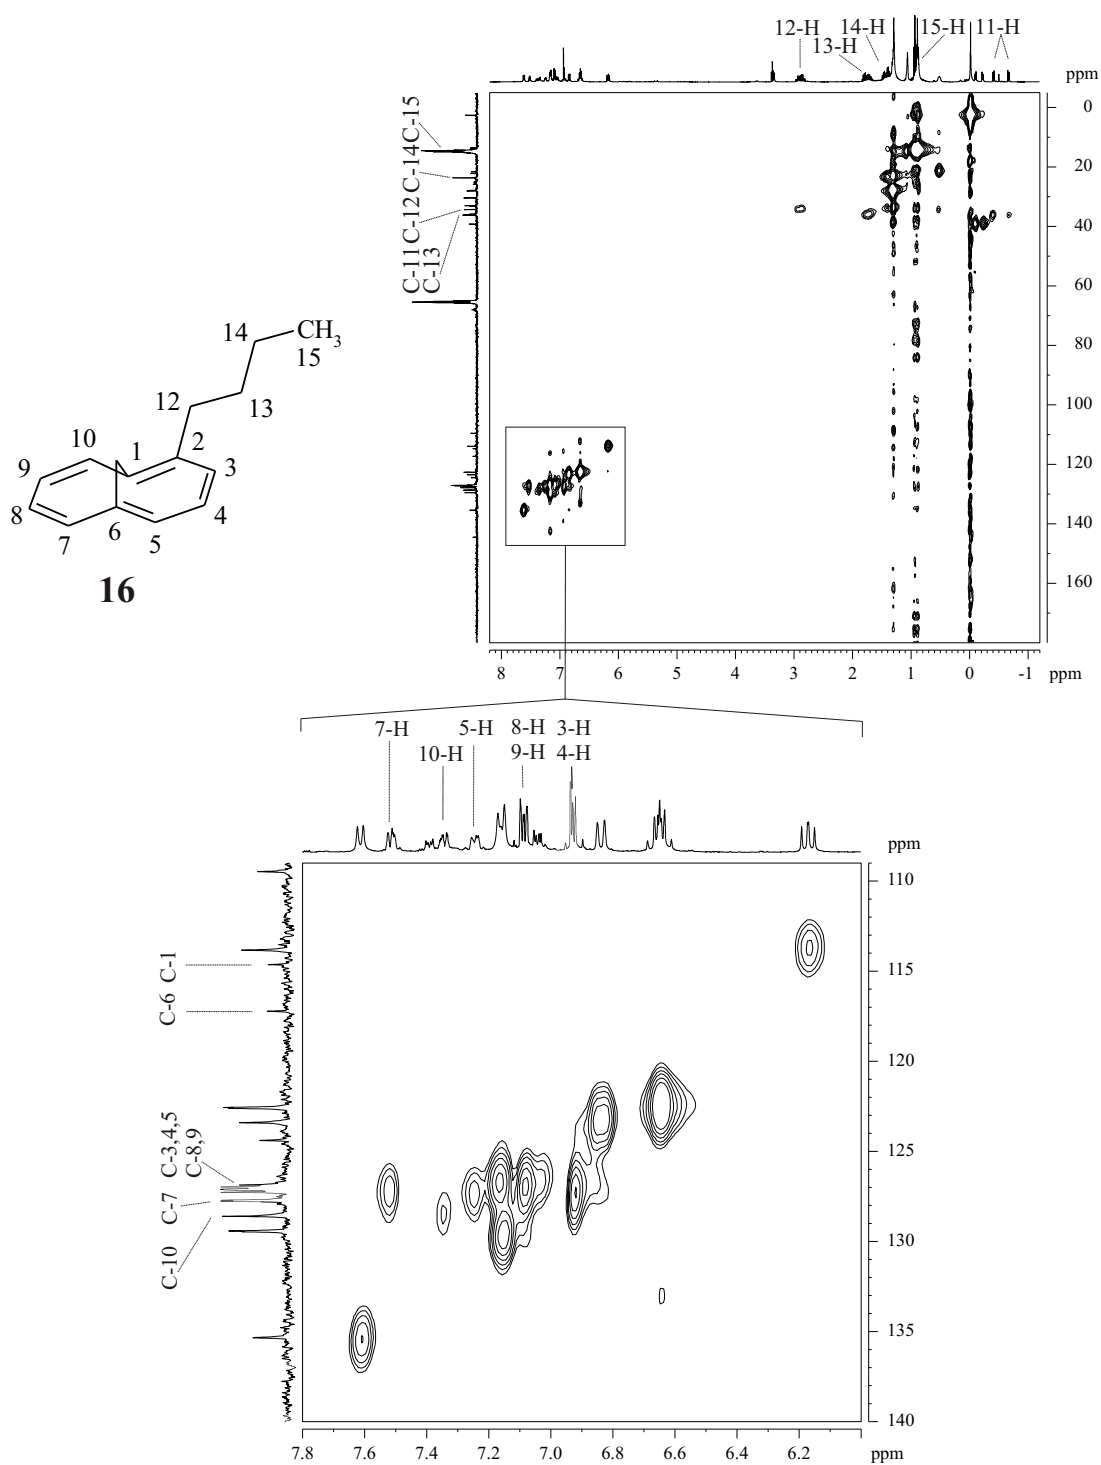 12-H
14-H
13-H
15-H
11-H
ppm
0
20
40
60
80
100
120
140
160
C-11 C-12 C-14 C-15
C-13
8 7 6 5 4 3 2 1 0 -1 ppm
14
CH3
15
12
13
10
1
2
9
3
8
6
4
7
5
16
7-H
5-H
8-H
3-H
10-H
9-H
4-H
ppm
110
115
120
125
130
135
140
C-10 C-7 C-3,4,5 C-6 C-1
C-8,9
7.8 7.6 7.4 7.2 7.0 6.8 6.6 6.4 6.2 ppm